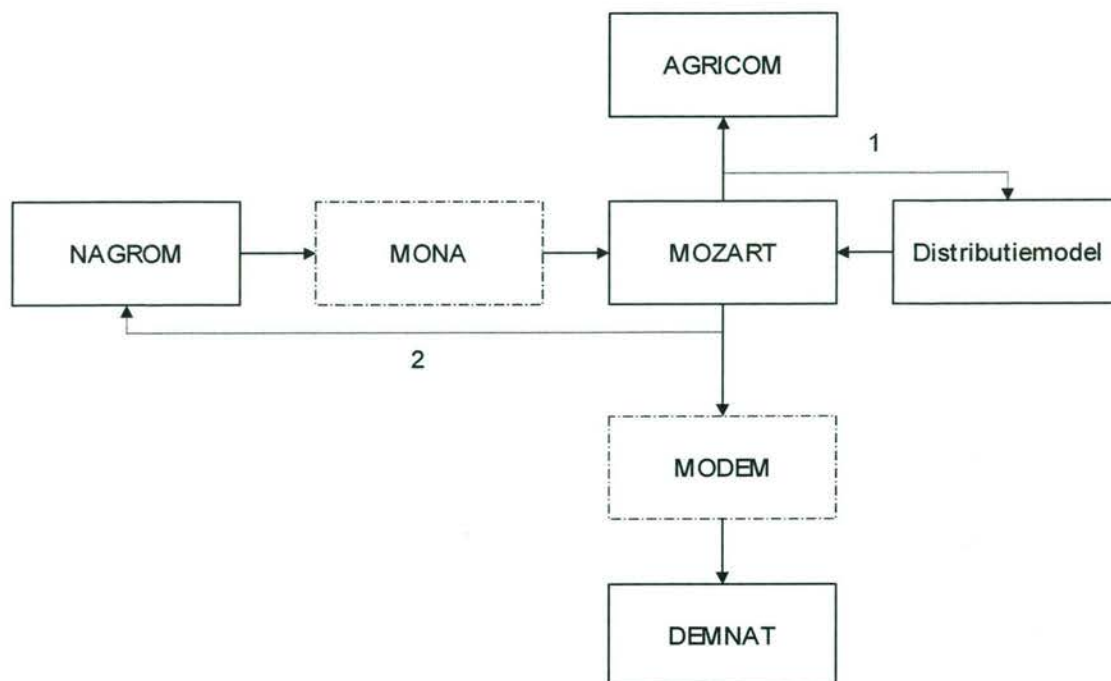 AGRICOM
1
NAGROM
MONA
MOZART
Distributiemodel
2
MODEM
DEMNAT